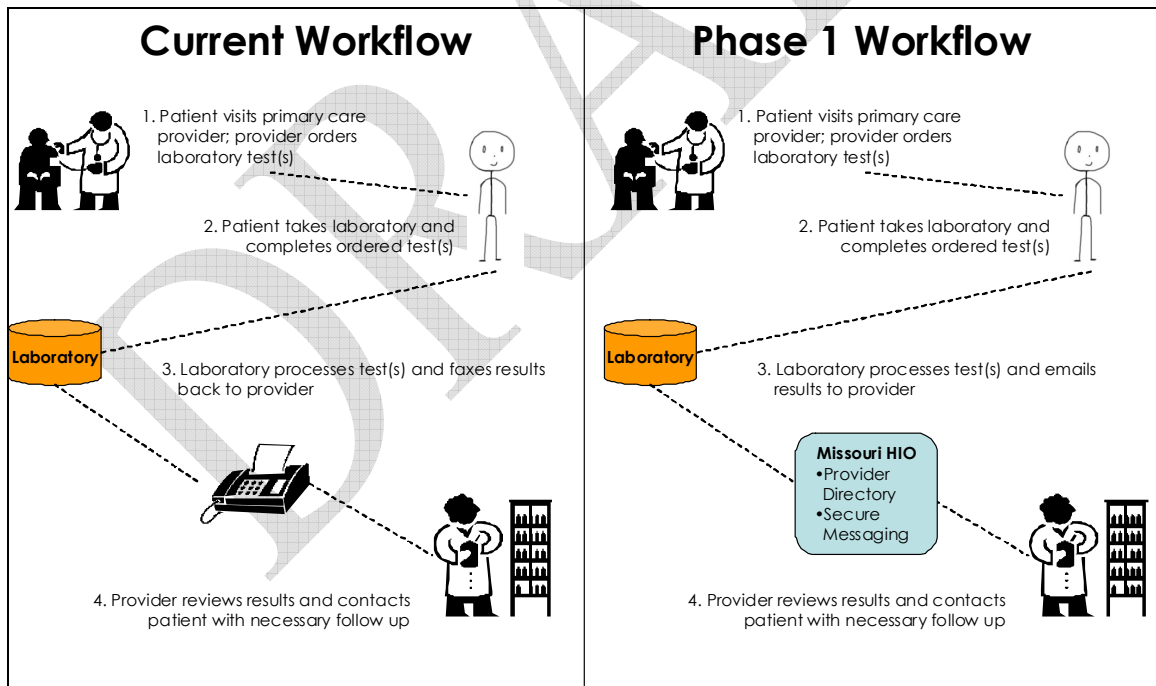 Current Workflow
1. Patient visits primary care
provider; provider orders
laboratory test(s)
2. Patient takes laboratory and
completes ordered test(s)
Laboratory
3. Laboratory processes test(s) and faxes results
back to provider
4. Provider reviews results and contacts
patient with necessary follow up
Phase 1 Workflow
1. Patient visits primary care
provider; provider orders
laboratory test(s)
2. Patient takes laboratory and
completes ordered test(s)
Laboratory
3. Laboratory processes test(s) and emails
results to provider
Missouri HIO
•Provider
Directory
•Secure
Messaging
4. Provider reviews results and contacts
patient with necessary follow up
DRA